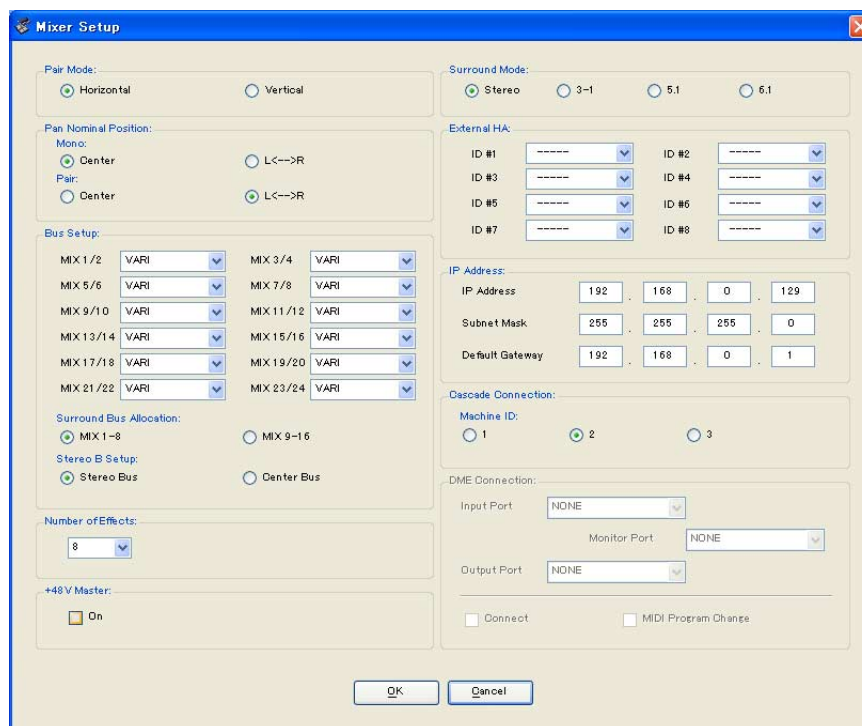 Mixer Setup
Pair Mode:
Horizontal
Vertical
Pan Nominal Position:
Mono:
Center
L<-->R
Pair:
Center
L<-->R
Bus Setup:
MIX 1/2 VARI MIX 3/4 VARI
MIX 5/6 VARI MIX 7/8 VARI
MIX 9/10 VARI MIX 11/12 VARI
MIX 13/14 VARI MIX 15/16 VARI
MIX 17/18 VARI MIX 19/20 VARI
MIX 21/22 VARI MIX 23/24 VARI
Surround Bus Allocation:
MIX 1-8 MIX 9-16
Stereo B Setup:
Stereo Bus Center Bus
Number of Effects:
8
+48V Master:
On
Surround Mode:
Stereo 3-1 5.1 6.1
External HA:
ID #1 ----- ID #2 -----
ID #3 ----- ID #4 -----
ID #5 ----- ID #6 -----
ID #7 ----- ID #8 -----
IP Address:
IP Address 192 . 168 . 0 . 129
Subnet Mask 255 . 255 . 255 . 0
Default Gateway 192 . 168 . 0 . 1
Cascade Connection:
Machine ID:
1 2 3
DME Connection:
Input Port NONE
Monitor Port NONE
Output Port NONE
Connect MIDI Program Change
OK Cancel